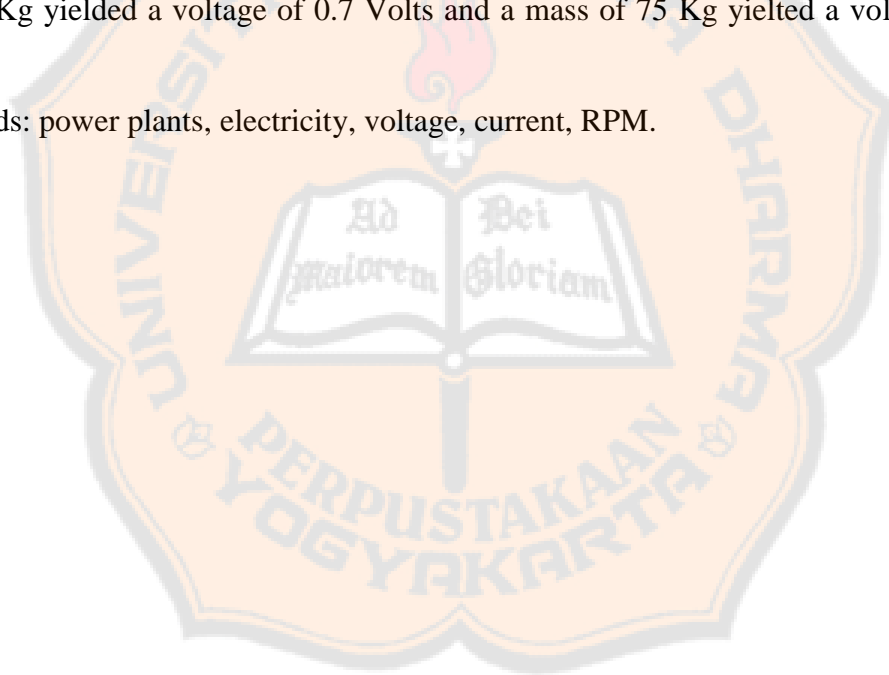 Kg yielded a voltage of 0.7 Volts and a mass of 75 Kg yielted a vol
ds: power plants, electricity, voltage, current, RPM.
DHARMA
Ad Dei
Maiorem Gloriam
PERPUSTAKAAN
YOGYAKARTA